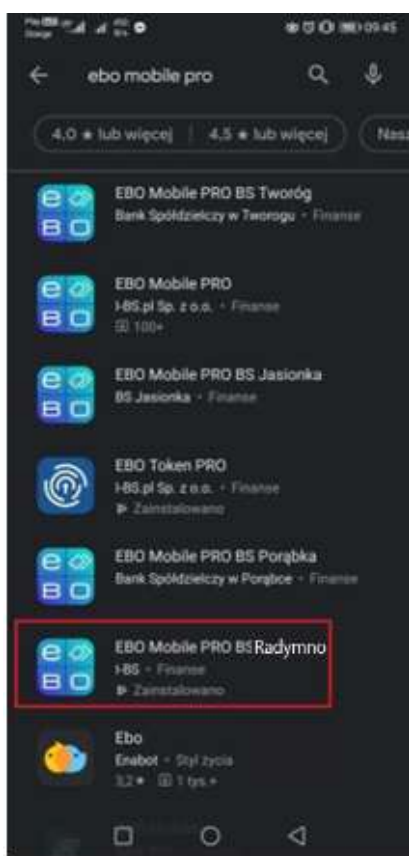 09:45
ebo mobile pro
4.0 ★ lub więcej | 4.5 ★ lub więcej
EBO Mobile PRO BS Tworóg
Bank Spółdzielczy w Tworogu • Finanse
EBO Mobile PRO
I-BS.pl Sp. z o.o. • Finanse
100+
EBO Mobile PRO BS Jasionka
BS Jasionka • Finanse
EBO Token PRO
I-BS.pl Sp. z o.o. • Finanse
Zainstalowano
EBO Mobile PRO BS Porąbka
Bank Spółdzielczy w Porąbce • Finanse
EBO Mobile PRO BS Radymno
I-BS • Finanse
Zainstalowano
Ebo
Enabot • Styl życia
3,2 ★ 1 tys.+